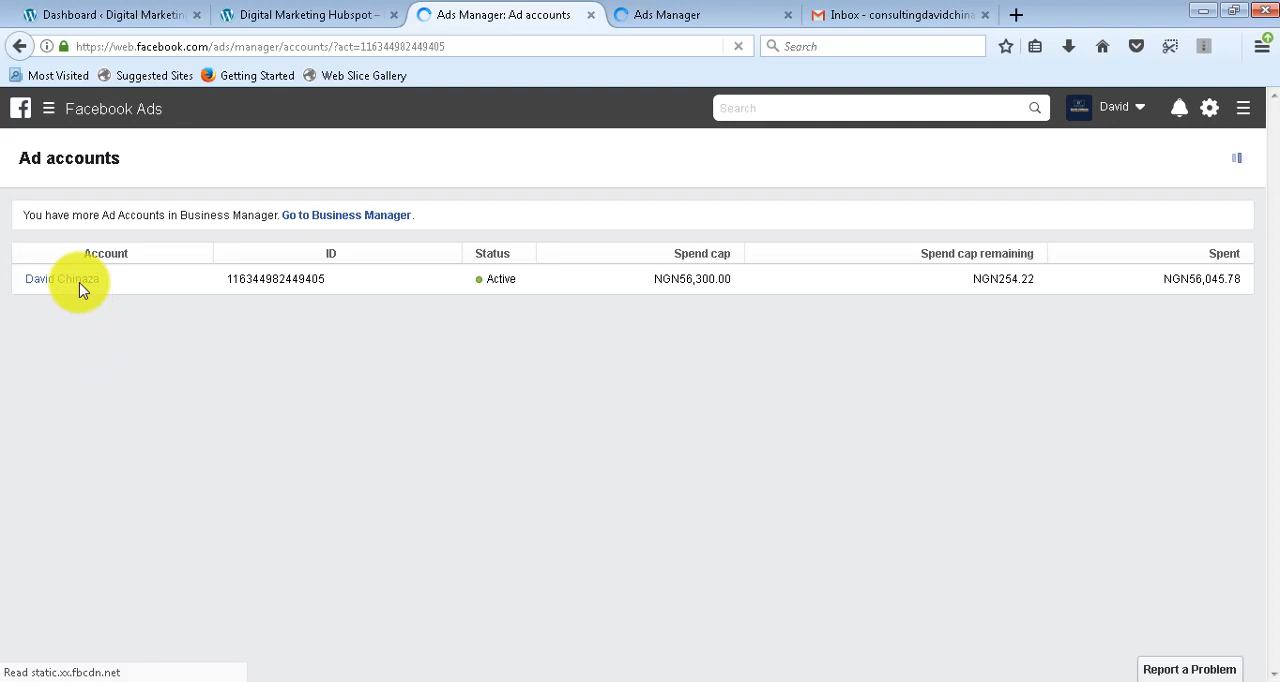 Dashboard ‹ Digital Marketin
Digital Marketing Hubspot –
Ads Manager: Ad accounts
Ads Manager
Inbox - consultingdavidchina
https://web.facebook.com/ads/manager/accounts/?act=116344982449405
Search
Most Visited
Suggested Sites
Getting Started
Web Slice Gallery
Facebook Ads
Search
David
Ad accounts
You have more Ad Accounts in Business Manager. Go to Business Manager.
Account ID Status Spend cap Spend cap remaining Spent
David Chinaza 116344982449405 Active NGN56,300.00 NGN254.22 NGN56,045.78
Report a Problem
Read static.xx.fbcdn.net